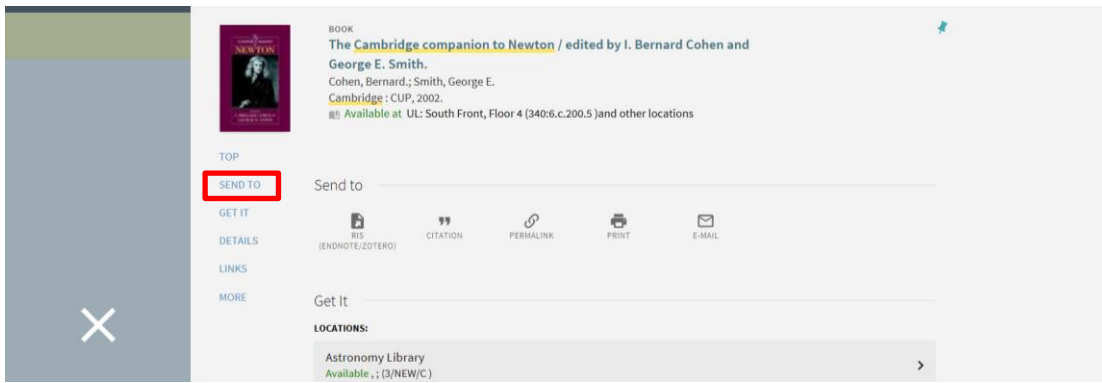 NEWTON
BOOK
The Cambridge companion to Newton / edited by I. Bernard Cohen and
George E. Smith.
Cohen, Bernard.; Smith, George E.
Cambridge : CUP, 2002.
Available at UL: South Front, Floor 4 (340:6.c.200.5 )and other locations
TOP
SEND TO
GET IT
DETAILS
LINKS
MORE
Send to
RIS
(ENDNOTE/ZOTERO)
CITATION
PERMALINK
PRINT
E-MAIL
Get It
LOCATIONS:
Astronomy Library
Available , ; (3/NEW/C )